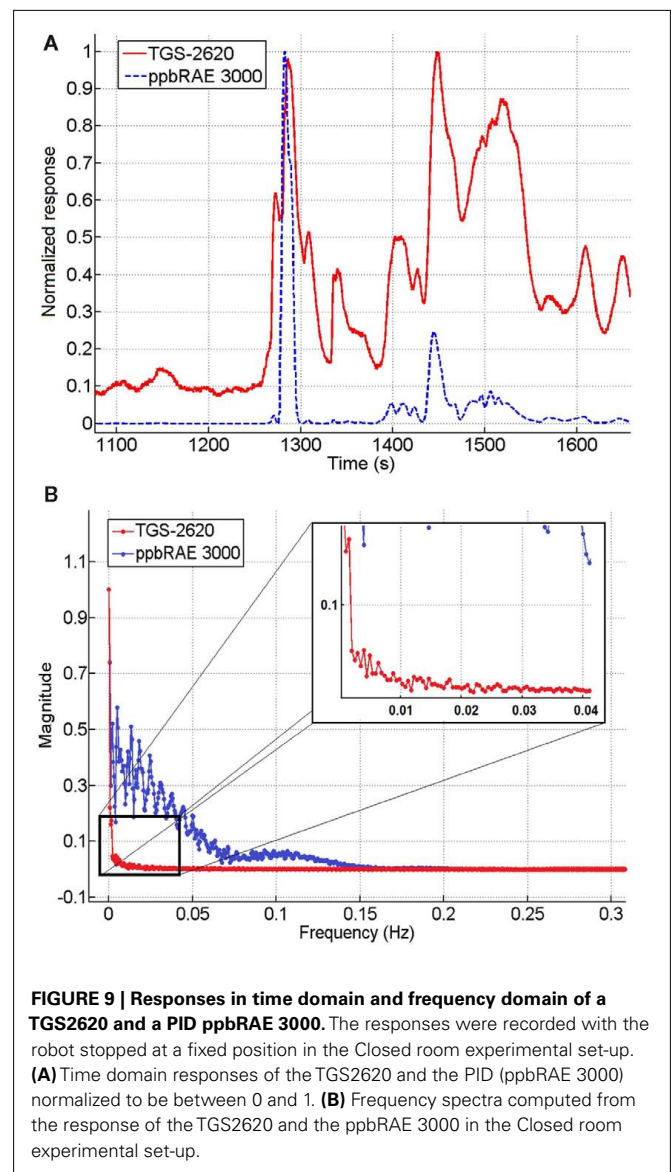 A
TGS-2620
ppbRAE 3000
Normalized response
1
0.9
0.8
0.7
0.6
0.5
0.4
0.3
0.2
0.1
0
1100 1200 1300 1400 1500 1600
Time (s)
B
TGS-2620
ppbRAE 3000
Magnitude
1.1
0.9
0.7
0.5
0.3
0.1
-0.1
0.1
0.01 0.02 0.03 0.04
0 0.05 0.1 0.15 0.2 0.25 0.3
Frequency (Hz)
FIGURE 9 | Responses in time domain and frequency domain of a
TGS2620 and a PID ppbRAE 3000. The responses were recorded with the
robot stopped at a fixed position in the Closed room experimental set-up.
(A) Time domain responses of the TGS2620 and the PID (ppbRAE 3000)
normalized to be between 0 and 1. (B) Frequency spectra computed from
the response of the TGS2620 and the ppbRAE 3000 in the Closed room
experimental set-up.